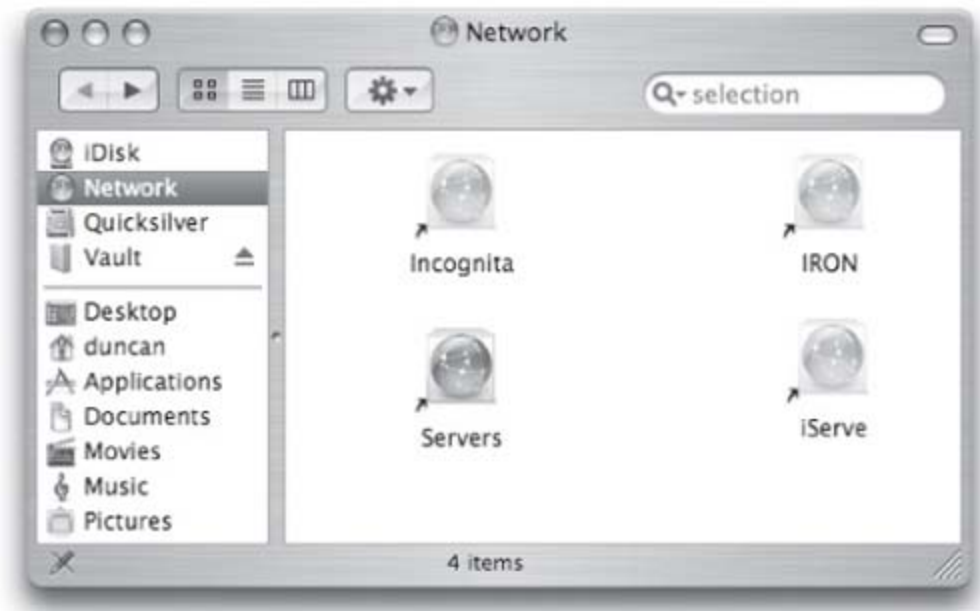 Network
selection
iDisk
Network
Quicksilver
Vault
Desktop
duncan
Applications
Documents
Movies
Music
Pictures
Incognita
IRON
Servers
iServe
4 items